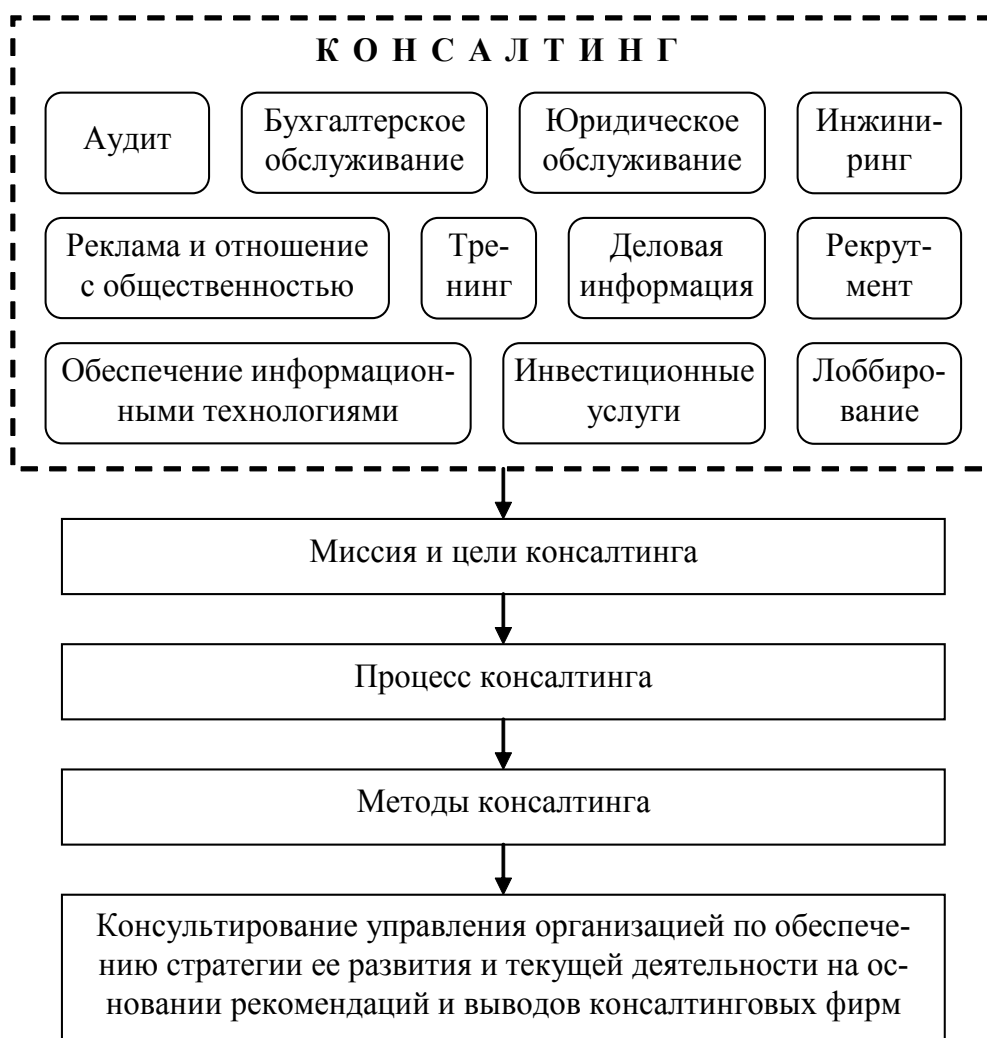 КОНСАЛТИНГ
Аудит
Бухгалтерское
обслуживание
Юридическое
обслуживание
Инжини-
ринг
Реклама и отношение
с общественностью
Тре-
нинг
Деловая
информация
Рекрут-
мент
Обеспечение информацион-
ными технологиями
Инвестиционные
услуги
Лоббиро-
вание
Миссия и цели консалтинга
Процесс консалтинга
Методы консалтинга
Консультирование управления организацией по обеспече-
нию стратегии ее развития и текущей деятельности на ос-
новании рекомендаций и выводов консалтинговых фирм